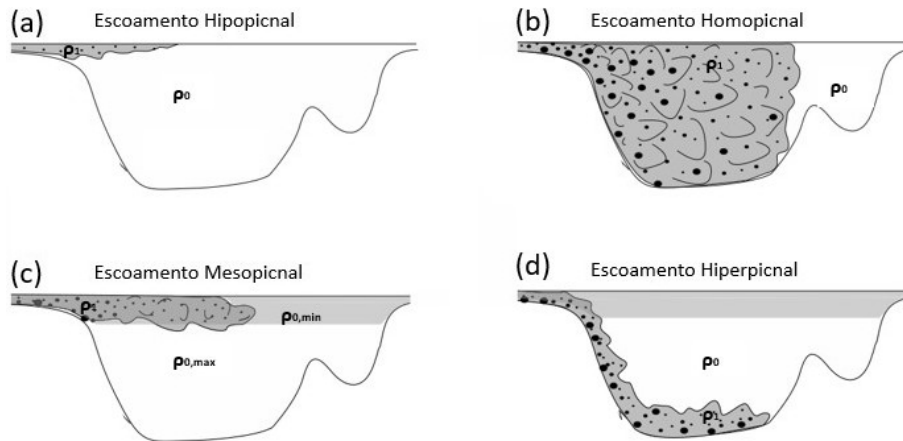 (a) Escoamento Hipopicnal
ρ1
ρ0
(b) Escoamento Homopicnal
ρ1
ρ0
(c) Escoamento Mesopicnal
ρ1
ρ0,min
ρ0,max
(d) Escoamento Hiperpicnal
ρ0
ρ1